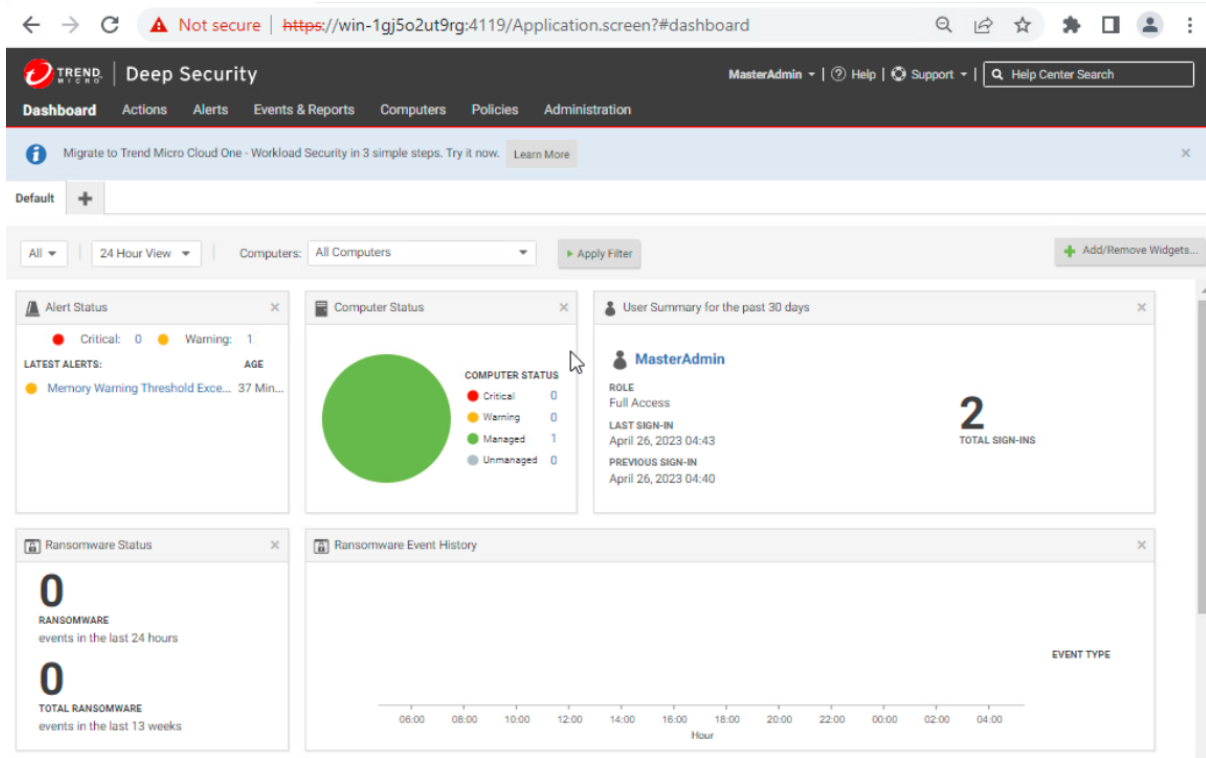 Not secure | https://win-1gj5o2ut9rg:4119/Application.screen?#dashboard
TREND MICRO | Deep Security
MasterAdmin | Help | Support | Help Center Search
Dashboard Actions Alerts Events & Reports Computers Policies Administration
Migrate to Trend Micro Cloud One - Workload Security in 3 simple steps. Try it now. Learn More
Default
All 24 Hour View Computers: All Computers Apply Filter Add/Remove Widgets...
Alert Status
Critical: 0 Warning: 1
LATEST ALERTS: AGE
Memory Warning Threshold Exce... 37 Min...
Computer Status
COMPUTER STATUS
Critical 0
Warning 0
Managed 1
Unmanaged 0
User Summary for the past 30 days
MasterAdmin
ROLE
Full Access
LAST SIGN-IN
April 26, 2023 04:43
PREVIOUS SIGN-IN
April 26, 2023 04:40
2
TOTAL SIGN-INS
Ransomware Status
0
RANSOMWARE
events in the last 24 hours
0
TOTAL RANSOMWARE
events in the last 13 weeks
Ransomware Event History
EVENT TYPE
06:00 08:00 10:00 12:00 14:00 16:00 18:00 20:00 22:00 00:00 02:00 04:00
Hour